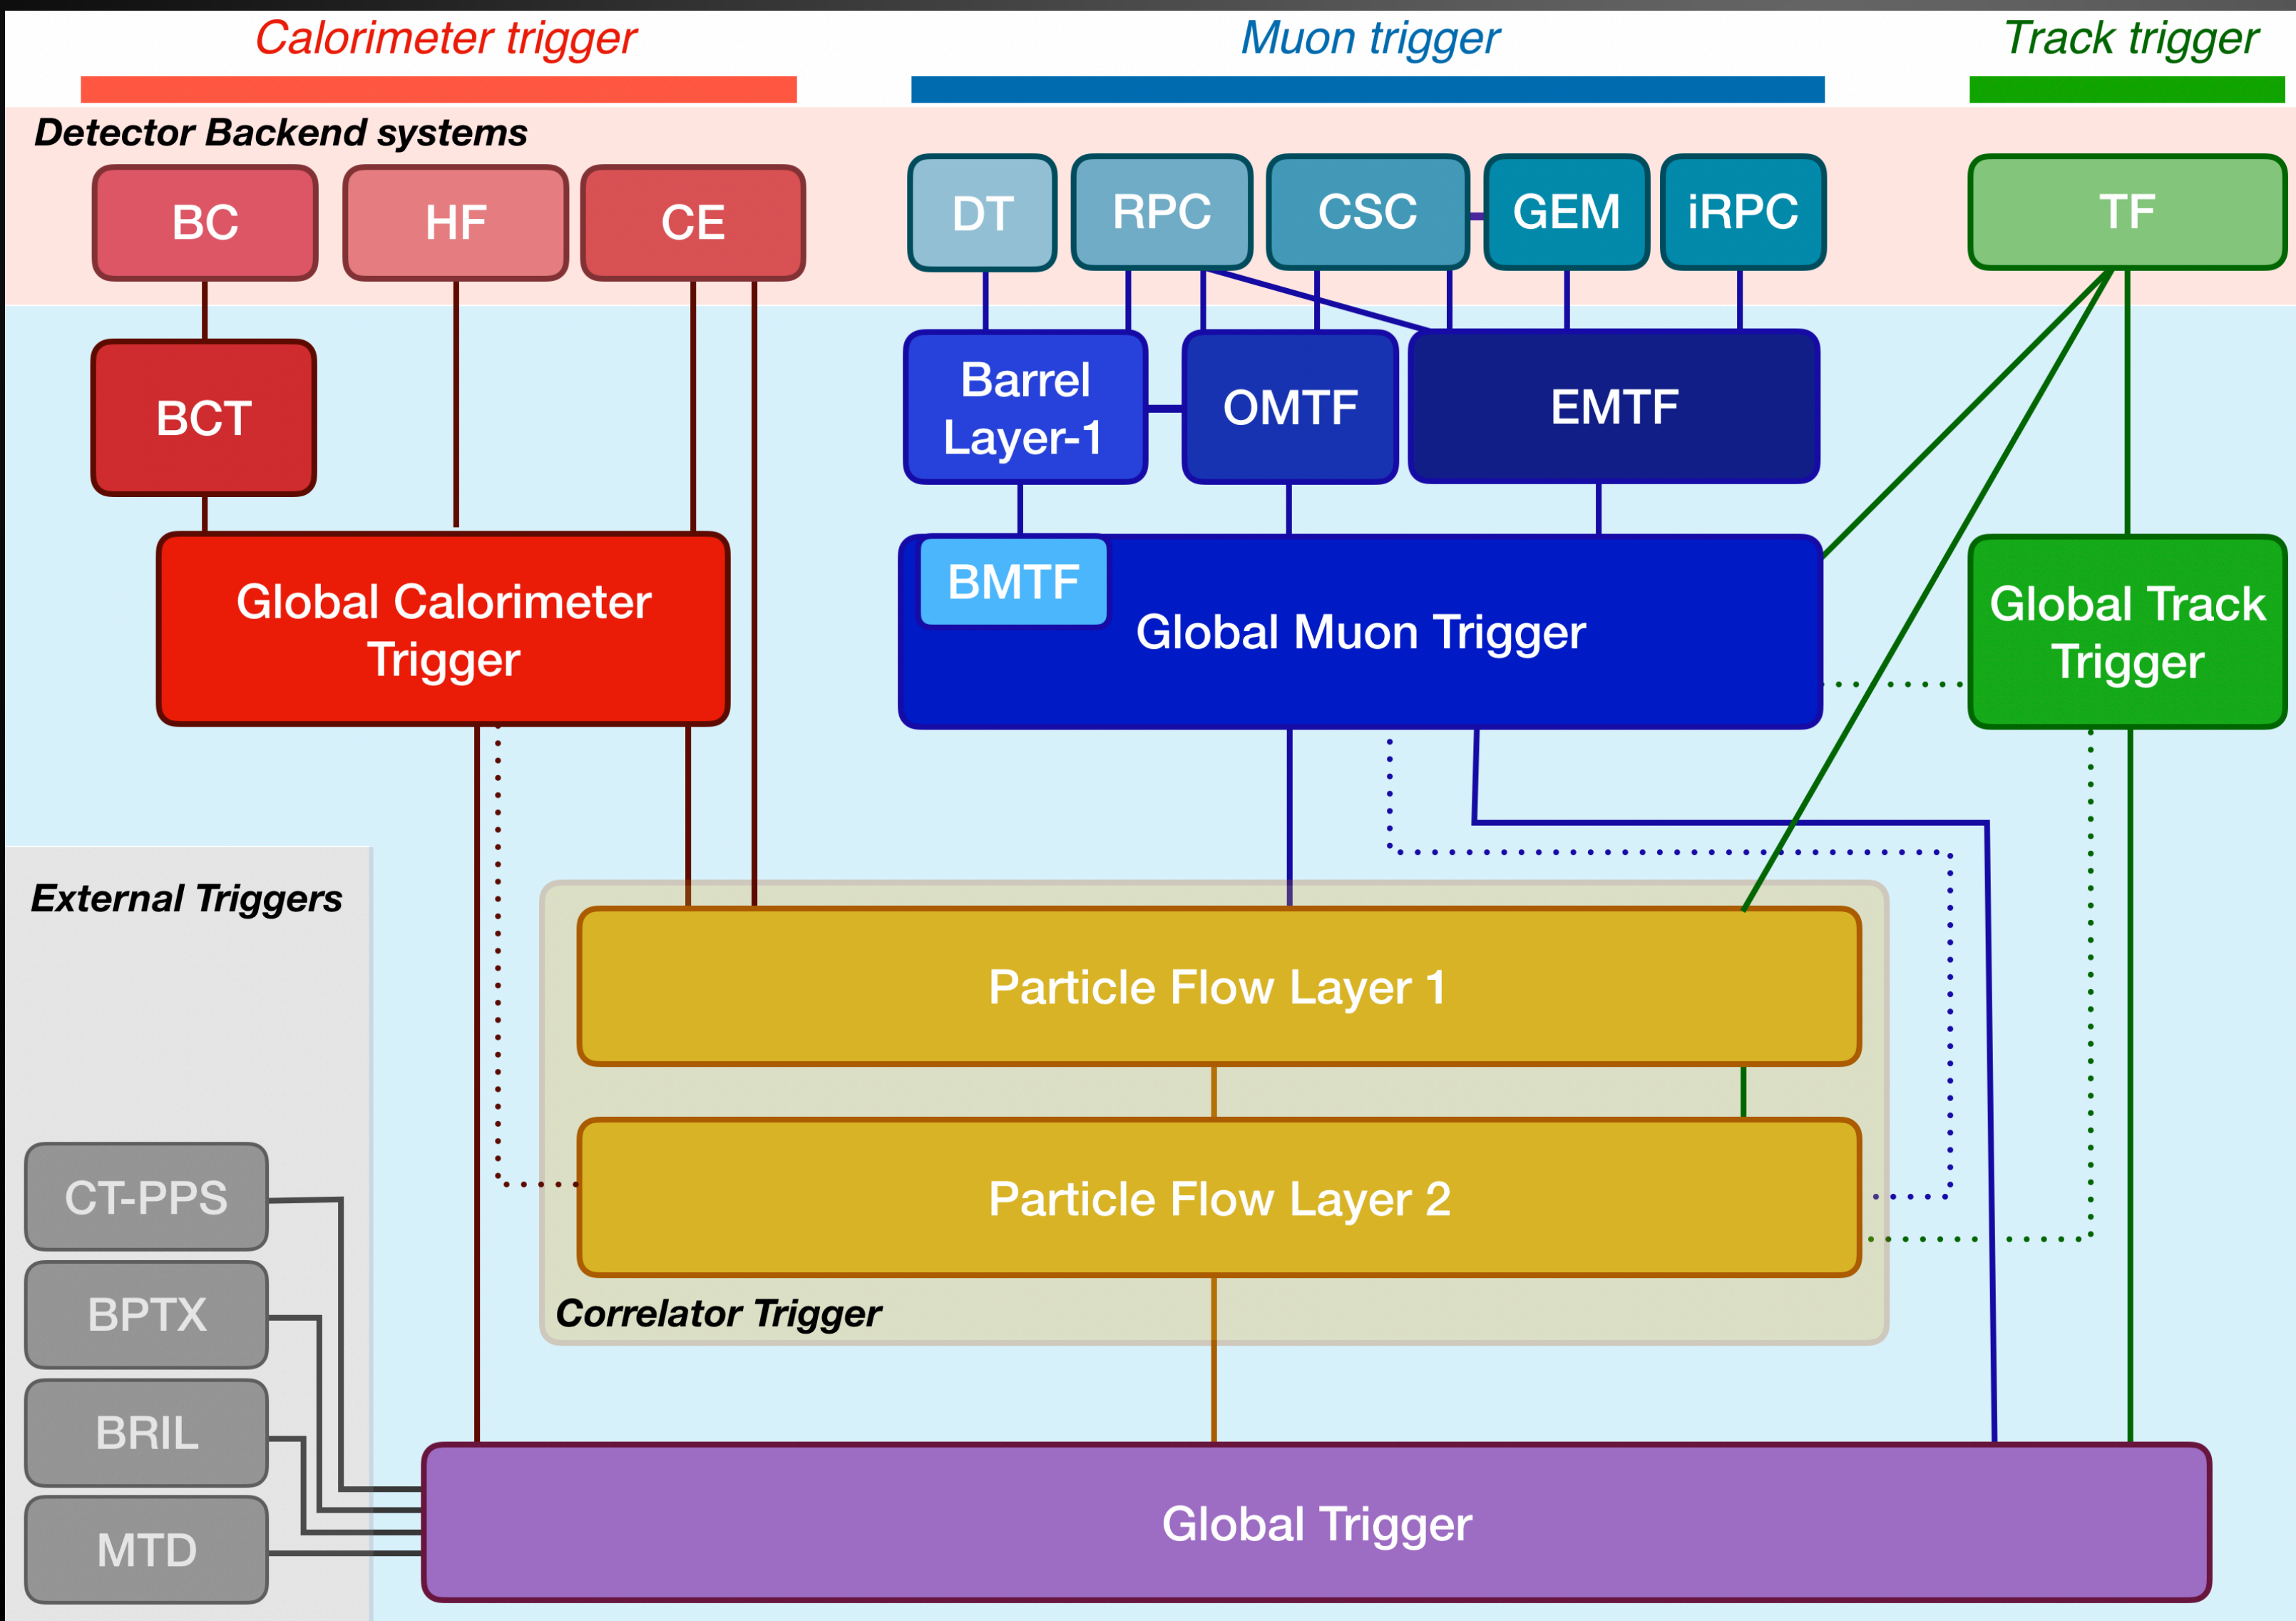 Calorimeter trigger
Muon trigger
Track trigger
Detector Backend systems
BC
HF
CE
DT
RPC
CSC
GEM
iRPC
TF
BCT
Barrel
Layer-1
OMTF
EMTF
Global Calorimeter
Trigger
BMTF
Global Muon Trigger
Global Track
Trigger
External Triggers
Particle Flow Layer 1
Particle Flow Layer 2
Correlator Trigger
CT-PPS
BPTX
BRIL
MTD
Global Trigger